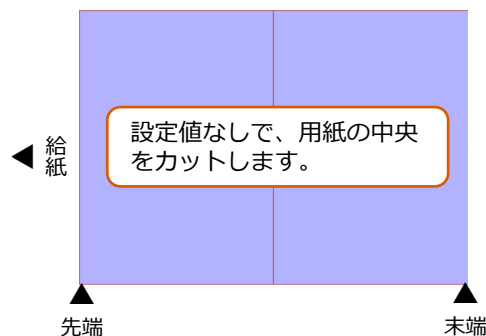 設定値なしで、用紙の中央
をカットします。
給紙
先端
末端